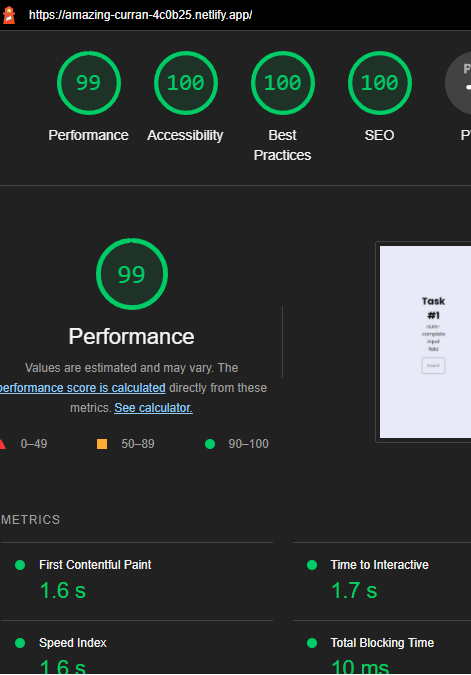 https://amazing-curran-4c0b25.netlify.app/
99
100
100
100
Performance
Accessibility
Best
Practices
SEO
99
Performance
Values are estimated and may vary. The
performance score is calculated directly from these
metrics. See calculator.
0–49
50–89
90–100
Task
#1
auto-
complete
input
field
Search
METRICS
First Contentful Paint
1.6 s
Time to Interactive
1.7 s
Speed Index
1.6 s
Total Blocking Time
10 ms